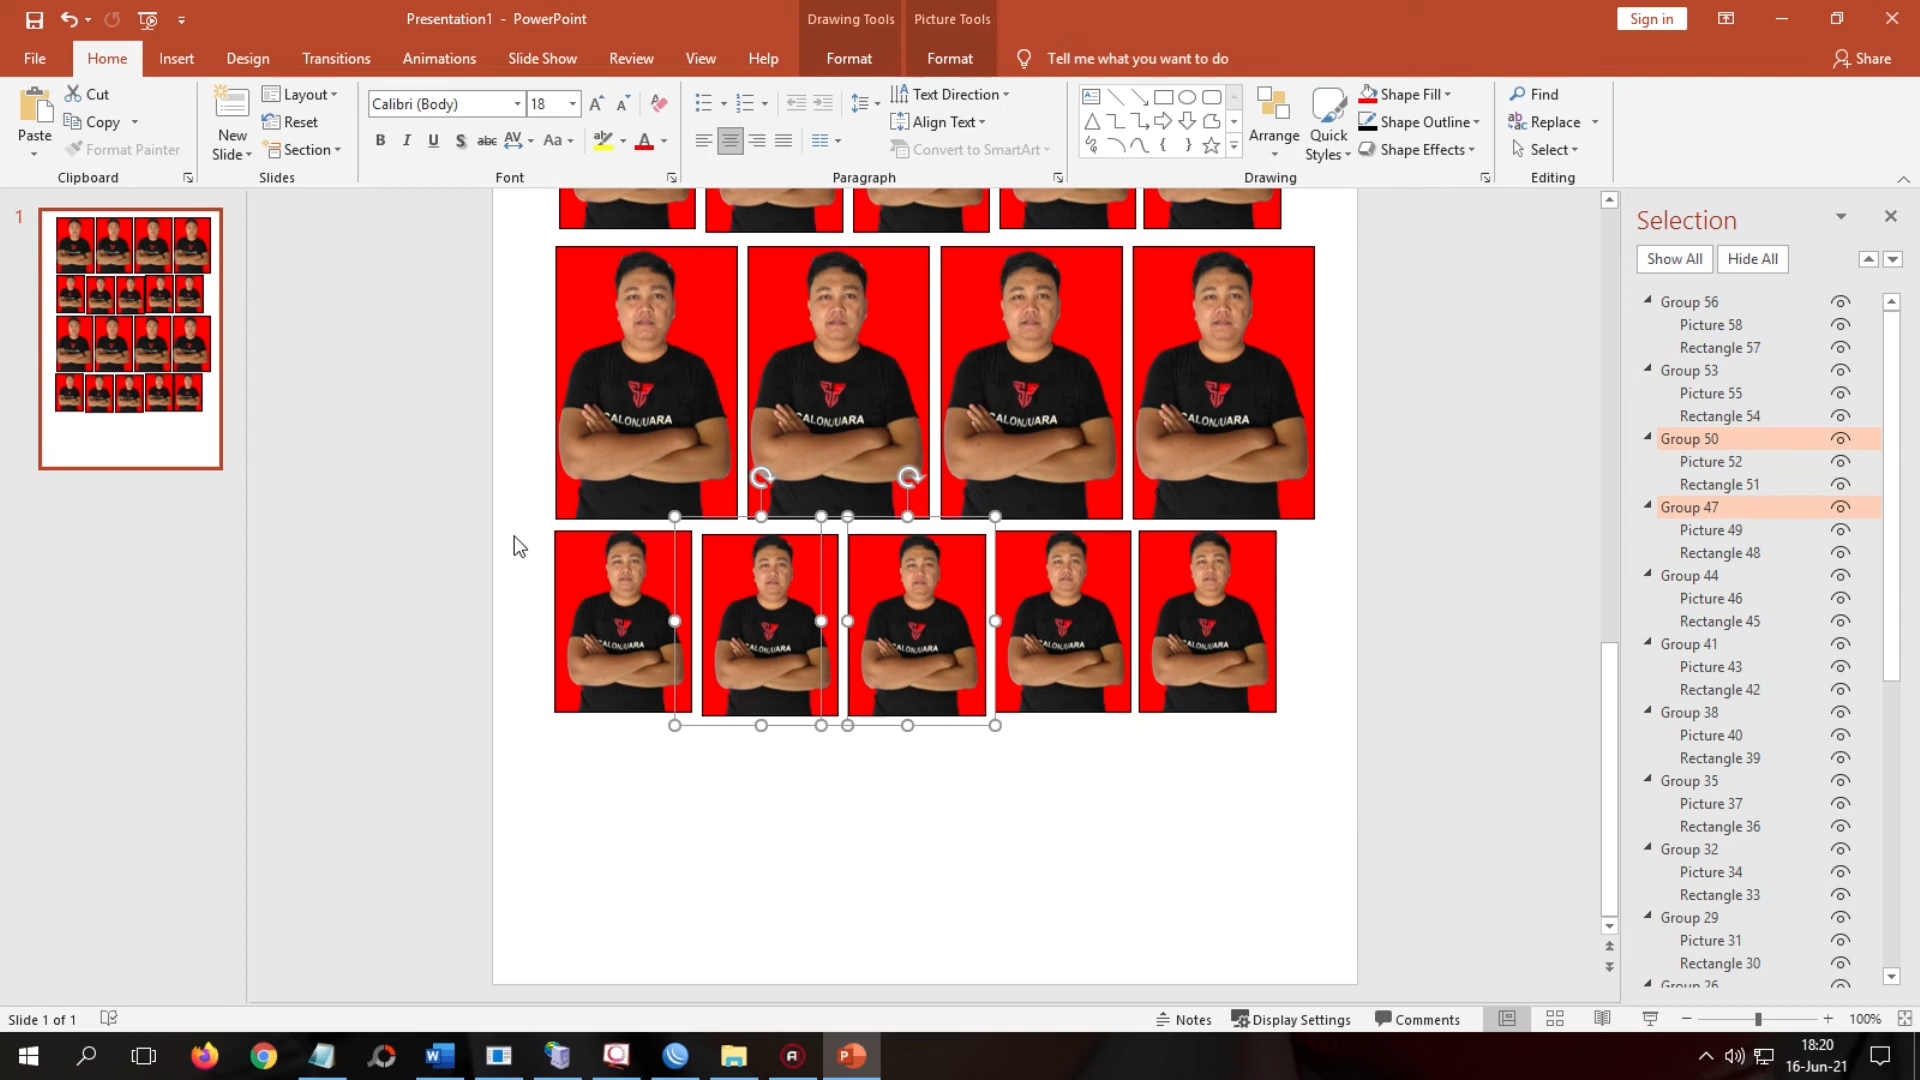 Presentation1 - PowerPoint
Drawing Tools
Picture Tools
Sign in
File
Home
Insert
Design
Transitions
Animations
Slide Show
Review
View
Help
Format
Format
Tell me what you want to do
Share
Paste
Cut
Copy
Format Painter
Clipboard
New
Slide
Layout
Reset
Section
Slides
Calibri (Body)
18
Font
Text Direction
Align Text
Convert to SmartArt
Paragraph
Arrange
Quick
Styles
Shape Fill
Shape Outline
Shape Effects
Drawing
Find
Replace
Select
Editing
1
Selection
Show All
Hide All
Group 56
Picture 58
Rectangle 57
Group 53
Picture 55
Rectangle 54
Group 50
Picture 52
Rectangle 51
Group 47
Picture 49
Rectangle 48
Group 44
Picture 46
Rectangle 45
Group 41
Picture 43
Rectangle 42
Group 38
Picture 40
Rectangle 39
Group 35
Picture 37
Rectangle 36
Group 32
Picture 34
Rectangle 33
Group 29
Picture 31
Rectangle 30
Group 26
Slide 1 of 1
Notes
Display Settings
Comments
100%
18:20
16-Jun-21